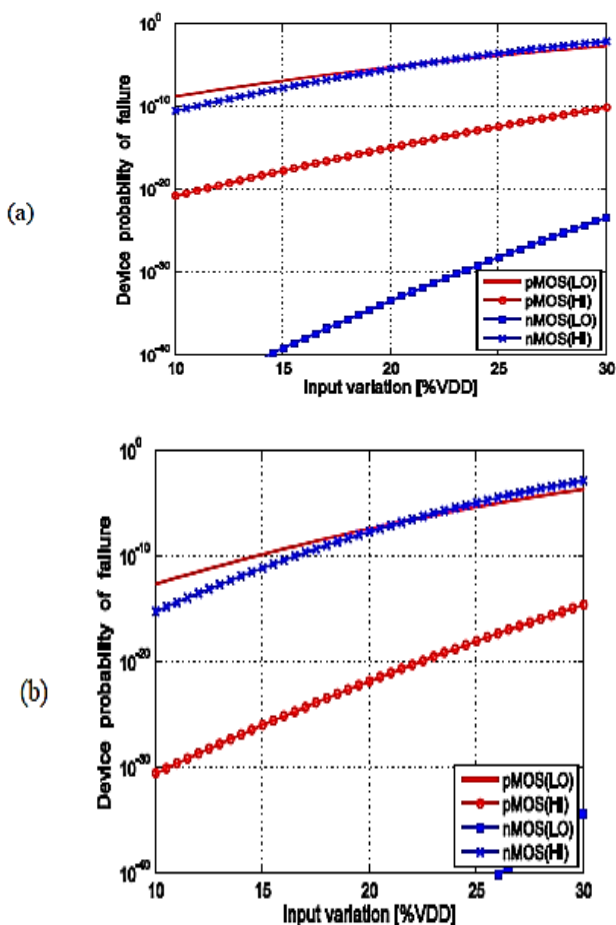 (a)
Device probability of failure
10^0
10^-10
10^-20
10^-30
10^-40
10 15 20 25 30
Input variation [%VDD]
pMOS(LO)
pMOS(HI)
nMOS(LO)
nMOS(HI)
(b)
Device probability of failure
10^0
10^-10
10^-20
10^-30
10^-40
10 15 20 25 30
Input variation [%VDD]
pMOS(LO)
pMOS(HI)
nMOS(LO)
nMOS(HI)